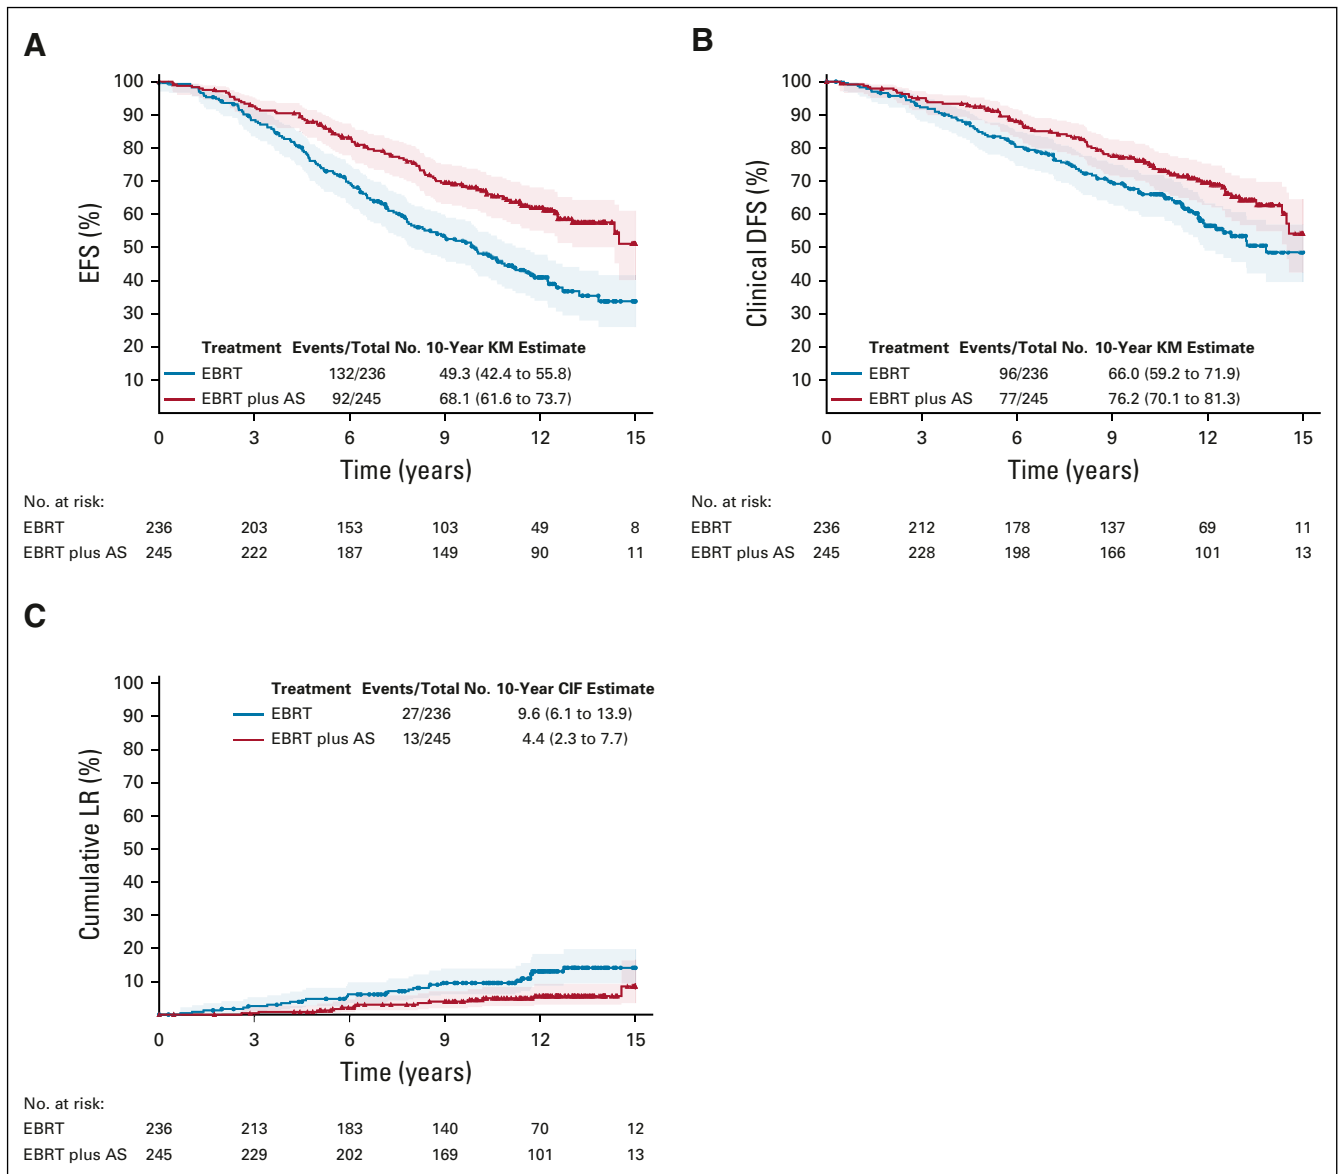 A
EFS (%)
100
90
80
70
60
50
40
30
20
10
Treatment Events/Total No. 10-Year KM Estimate
EBRT 132/236 49.3 (42.4 to 55.8)
EBRT plus AS 92/245 68.1 (61.6 to 73.7)
0 3 6 9 12 15
Time (years)
No. at risk:
EBRT 236 203 153 103 49 8
EBRT plus AS 245 222 187 149 90 11
B
Clinical DFS (%)
100
90
80
70
60
50
40
30
20
10
Treatment Events/Total No. 10-Year KM Estimate
EBRT 96/236 66.0 (59.2 to 71.9)
EBRT plus AS 77/245 76.2 (70.1 to 81.3)
0 3 6 9 12 15
Time (years)
No. at risk:
EBRT 236 212 178 137 69 11
EBRT plus AS 245 228 198 166 101 13
C
Cumulative LR (%)
100
90
80
70
60
50
40
30
20
10
Treatment Events/Total No. 10-Year CIF Estimate
EBRT 27/236 9.6 (6.1 to 13.9)
EBRT plus AS 13/245 4.4 (2.3 to 7.7)
0 3 6 9 12 15
Time (years)
No. at risk:
EBRT 236 213 183 140 70 12
EBRT plus AS 245 229 202 169 101 13